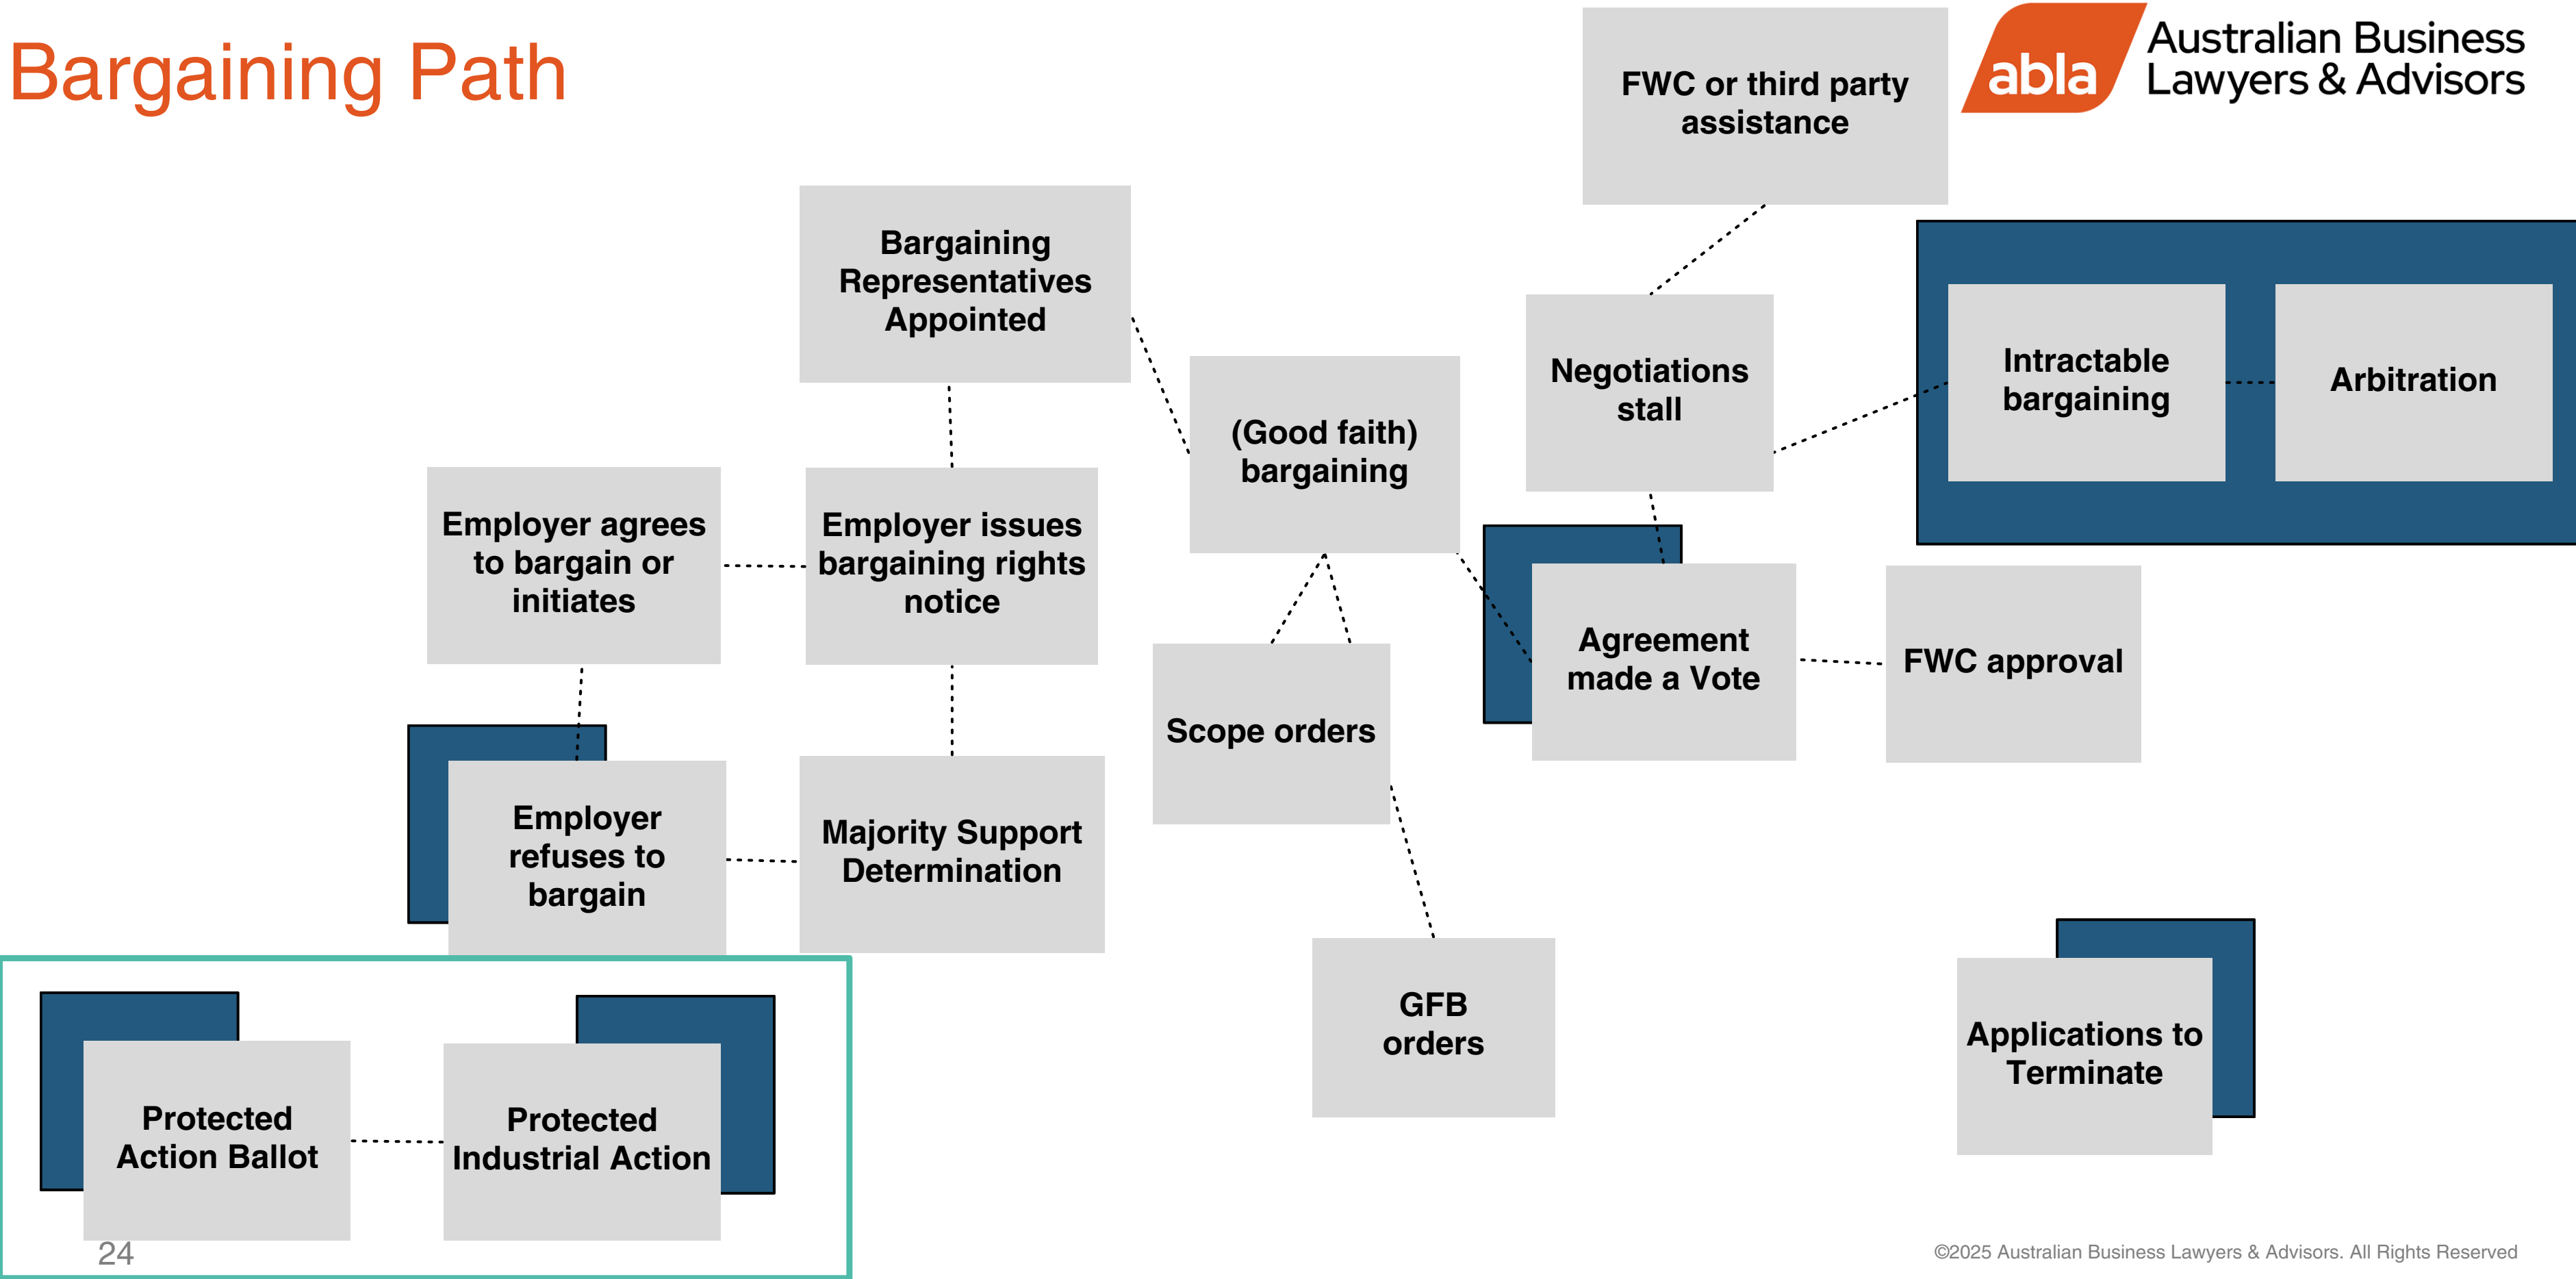 Bargaining Path
FWC or third party
assistance
abla
Australian Business
Lawyers & Advisors
Bargaining
Representatives
Appointed
(Good faith)
bargaining
Negotiations
stall
Intractable
bargaining
Arbitration
Employer agrees
to bargain or
initiates
Employer issues
bargaining rights
notice
Scope orders
Agreement
made a Vote
FWC approval
Employer
refuses to
bargain
Majority Support
Determination
GFB
orders
Applications to
Terminate
Protected
Action Ballot
Protected
Industrial Action
24
©2025 Australian Business Lawyers & Advisors. All Rights Reserved